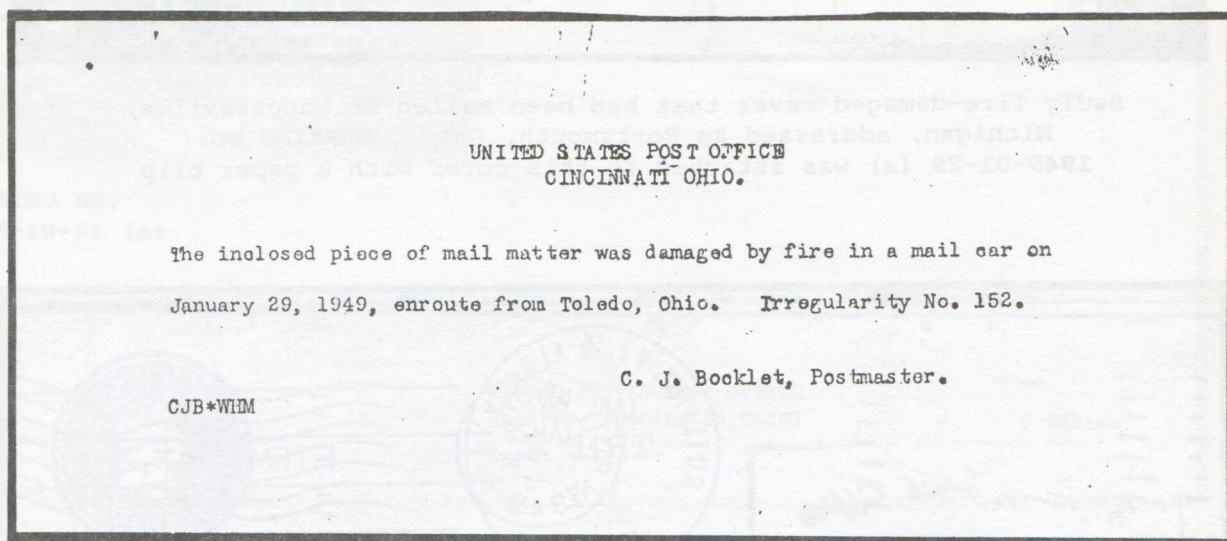 UNITED STATES POST OFFICE
CINCINNATI OHIO.
The inclosed piece of mail matter was damaged by fire in a mail car on
January 29, 1949, enroute from Toledo, Ohio. Irregularity No. 152.
C. J. Bocklet, Postmaster.
CJB*WHM